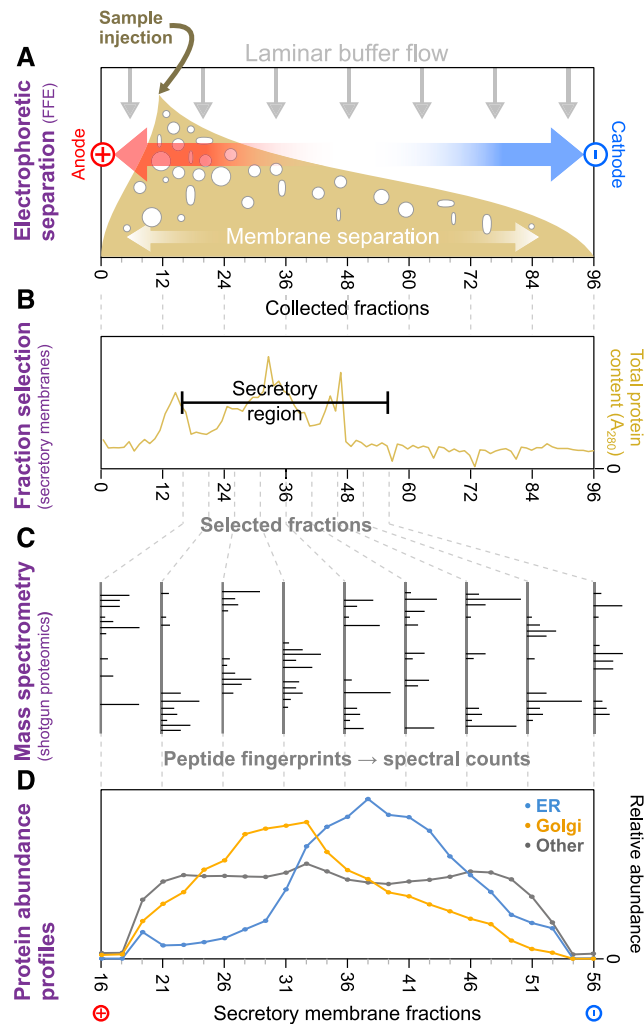 Sample
injection
A
Laminar buffer flow
Electrophoretic
separation (FFE)
Anode
+
Cathode
-
Membrane separation
0 12 24 36 48 60 72 84 96
Collected fractions
B
Fraction selection
(secretory membranes)
Secretory
region
Total protein
content (A280)
0
0 12 24 36 48 60 72 84 96
Selected fractions
C
Mass spectrometry
(shotgun proteomics)
Peptide fingerprints → spectral counts
D
Protein abundance
profiles
ER
Golgi
Other
Relative abundance
0
16 21 26 31 36 41 46 51 56
+
Secretory membrane fractions
-